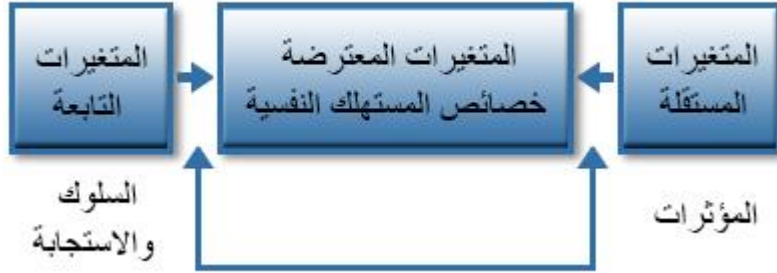 المتغيرات
المستقلة
المتغيرات المعترضة
خصائص المستهلك النفسية
المتغيرات
التابعة
المؤثرات
السلوك
والاستجابة